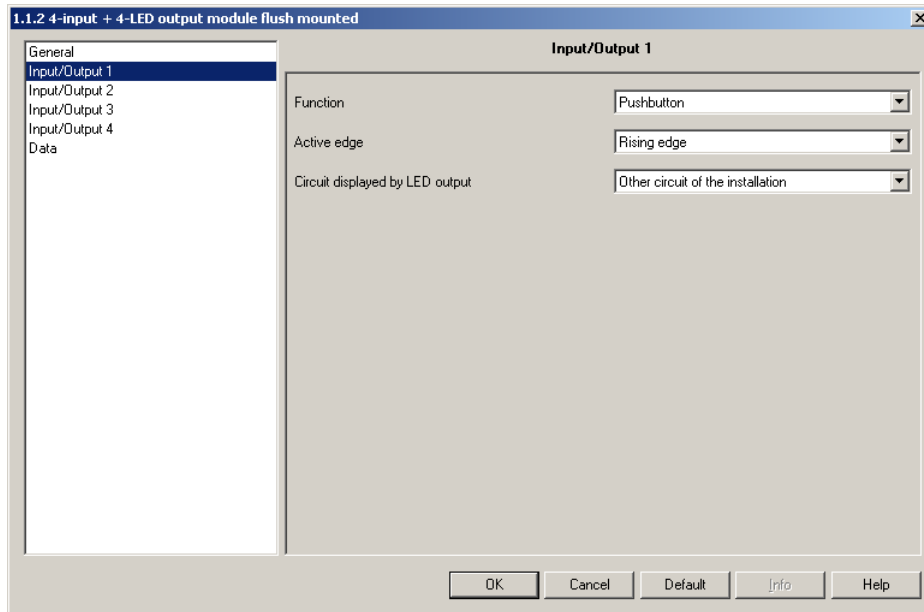 1.1.2 4-input + 4-LED output module flush mounted
General
Input/Output 1
Input/Output 2
Input/Output 3
Input/Output 4
Data
Input/Output 1
Function
Pushbutton
Active edge
Rising edge
Circuit displayed by LED output
Other circuit of the installation
OK
Cancel
Default
Info
Help